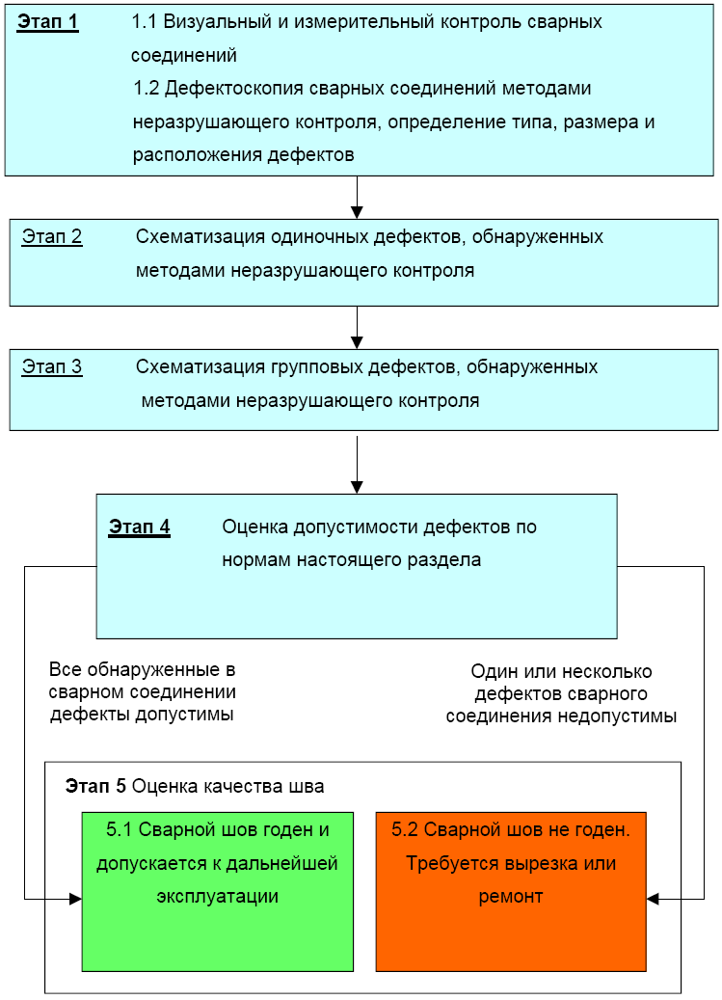 Этап 1 1.1 Визуальный и измерительный контроль сварных
соединений
1.2 Дефектоскопия сварных соединений методами
неразрушающего контроля, определение типа, размера и
расположения дефектов
Этап 2 Схематизация одиночных дефектов, обнаруженных
методами неразрушающего контроля
Этап 3 Схематизация групповых дефектов, обнаруженных
методами неразрушающего контроля
Этап 4 Оценка допустимости дефектов по
нормам настоящего раздела
Все обнаруженные в
сварном соединении
дефекты допустимы
Один или несколько
дефектов сварного
соединения недопустимы
Этап 5 Оценка качества шва
5.1 Сварной шов годен и
допускается к дальнейшей
эксплуатации
5.2 Сварной шов не годен.
Требуется вырезка или
ремонт